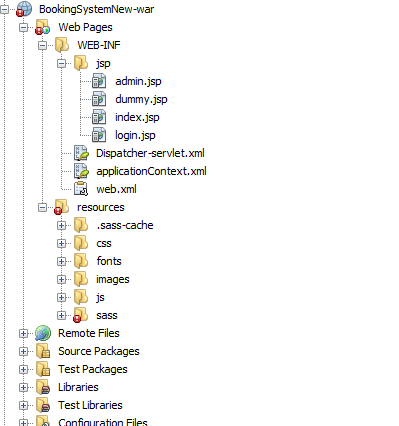 BookingSystemNew-war
Web Pages
WEB-INF
jsp
admin.jsp
dummy.jsp
index.jsp
login.jsp
Dispatcher-servlet.xml
applicationContext.xml
web.xml
resources
.sass-cache
css
fonts
images
js
sass
Remote Files
Source Packages
Test Packages
Libraries
Test Libraries
Configuration Files